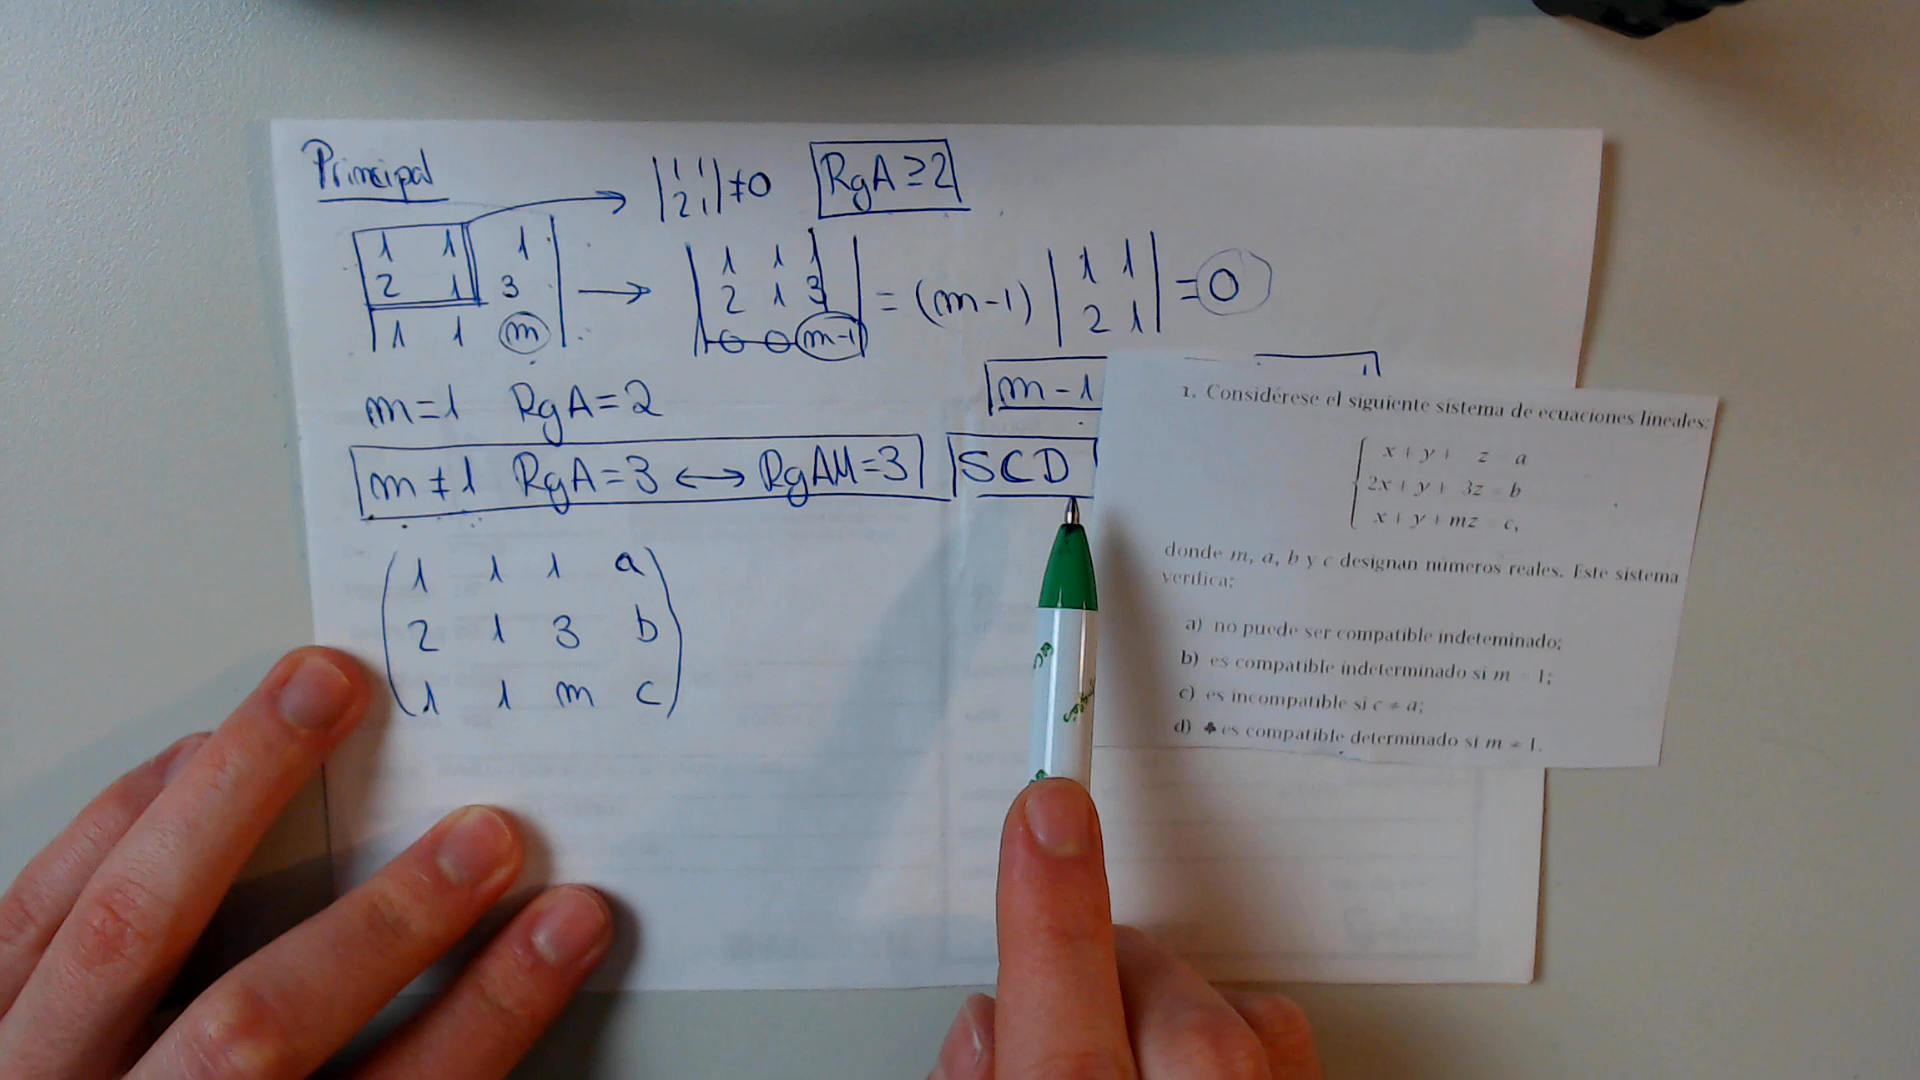 Principal
|1 1; 2 1| ≠ 0 RgA ≥ 2
1 1 1
2 1 3
1 1 m
→
1 1 1
2 1 3
0 0 m-1
= (m-1)
1 1
2 1
= 0
m=1 RgA=2
m-1
m≠1 RgA=3 ↔ RgAM=3 SCD
1 1 1 a
2 1 3 b
1 1 m c
1. Considérese el siguiente sistema de ecuaciones lineales:
x + y + z = a
2x + y + 3z = b
x + y + mz = c,
donde m, a, b y c designan números reales. Este sistema
verifica:
a) no puede ser compatible indeteminado;
b) es compatible indeterminado si m = 1;
c) es incompatible si c ≠ a;
d) ♣ es compatible determinado si m ≠ 1.